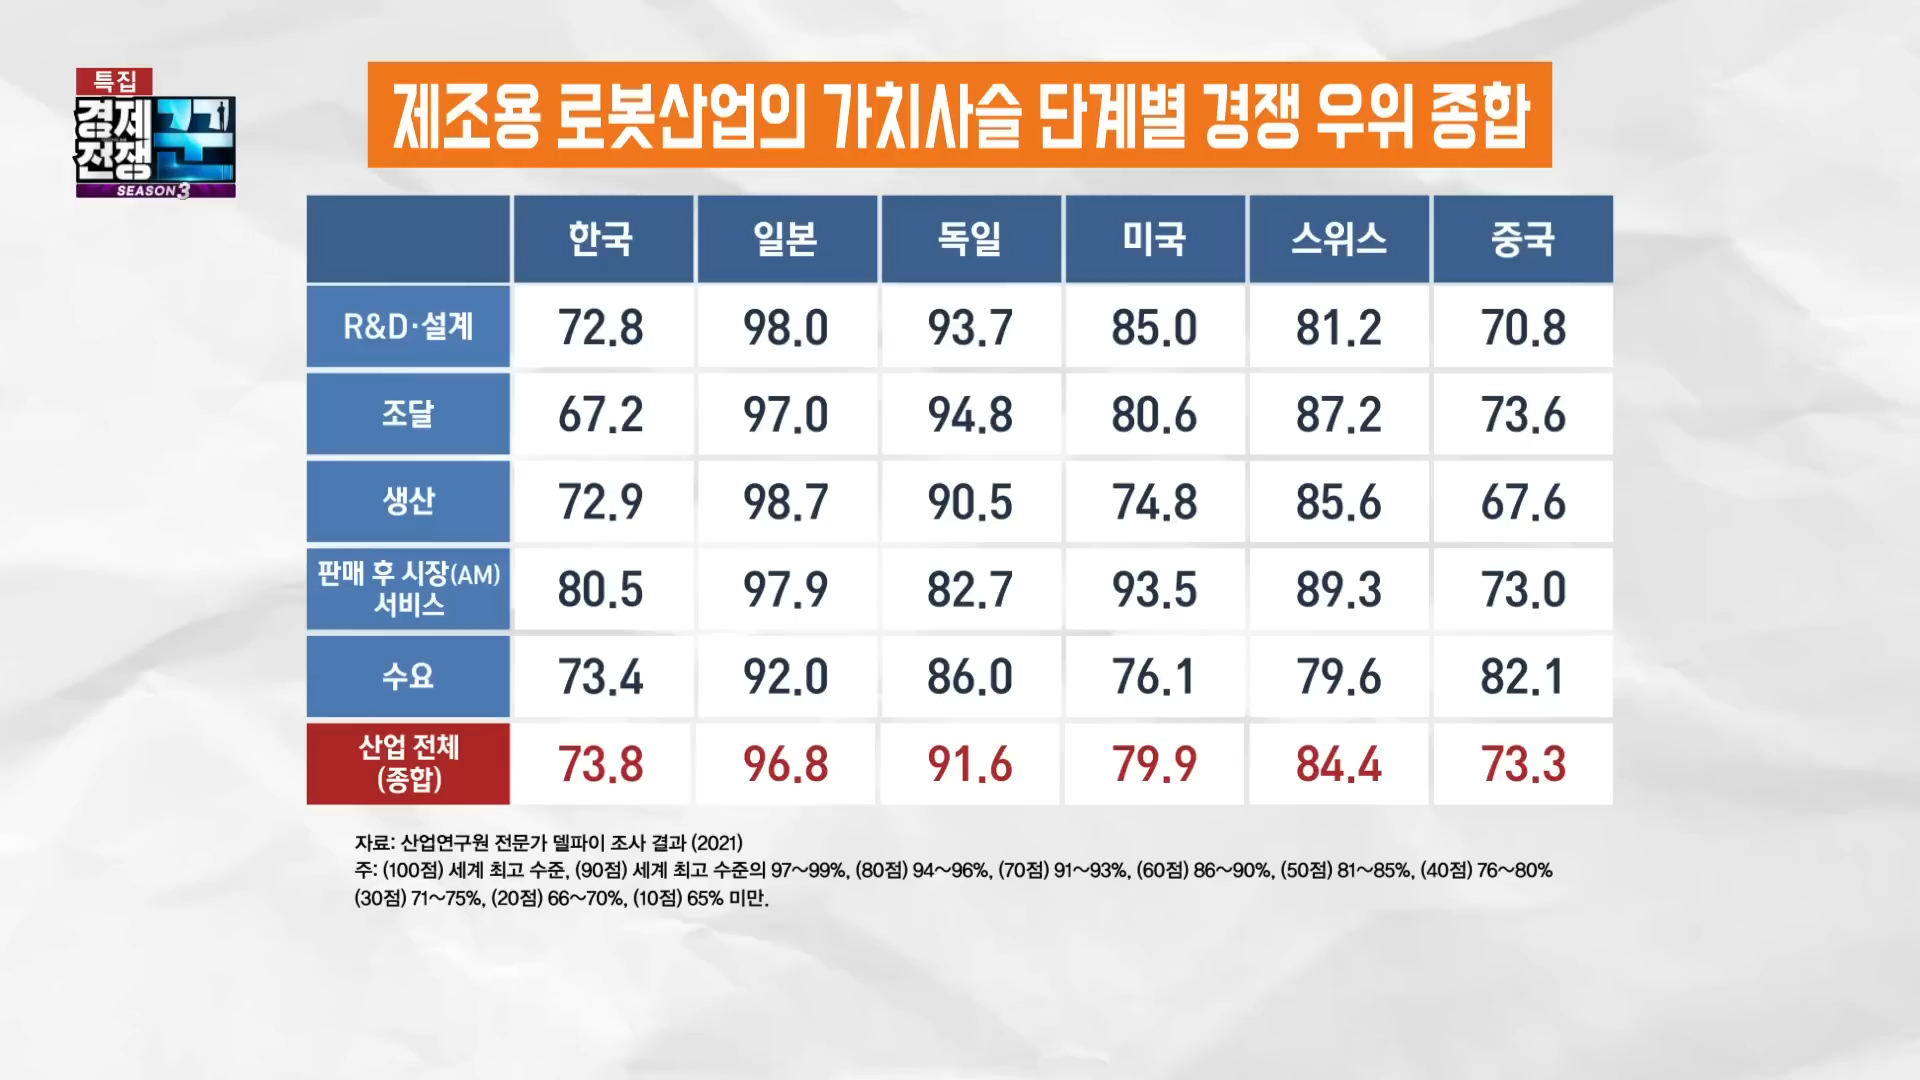 특집
경제
전쟁 꾼
SEASON3
제조용 로봇산업의 가치사슬 단계별 경쟁 우위 종합
한국 일본 독일 미국 스위스 중국
R&D·설계 72.8 98.0 93.7 85.0 81.2 70.8
조달 67.2 97.0 94.8 80.6 87.2 73.6
생산 72.9 98.7 90.5 74.8 85.6 67.6
판매 후 시장(AM)
서비스 80.5 97.9 82.7 93.5 89.3 73.0
수요 73.4 92.0 86.0 76.1 79.6 82.1
산업 전체
(종합) 73.8 96.8 91.6 79.9 84.4 73.3
자료: 산업연구원 전문가 델파이 조사 결과 (2021)
주: (100점) 세계 최고 수준, (90점) 세계 최고 수준의 97~99%, (80점) 94~96%, (70점) 91~93%, (60점) 86~90%, (50점) 81~85%, (40점) 76~80%
(30점) 71~75%, (20점) 66~70%, (10점) 65% 미만.